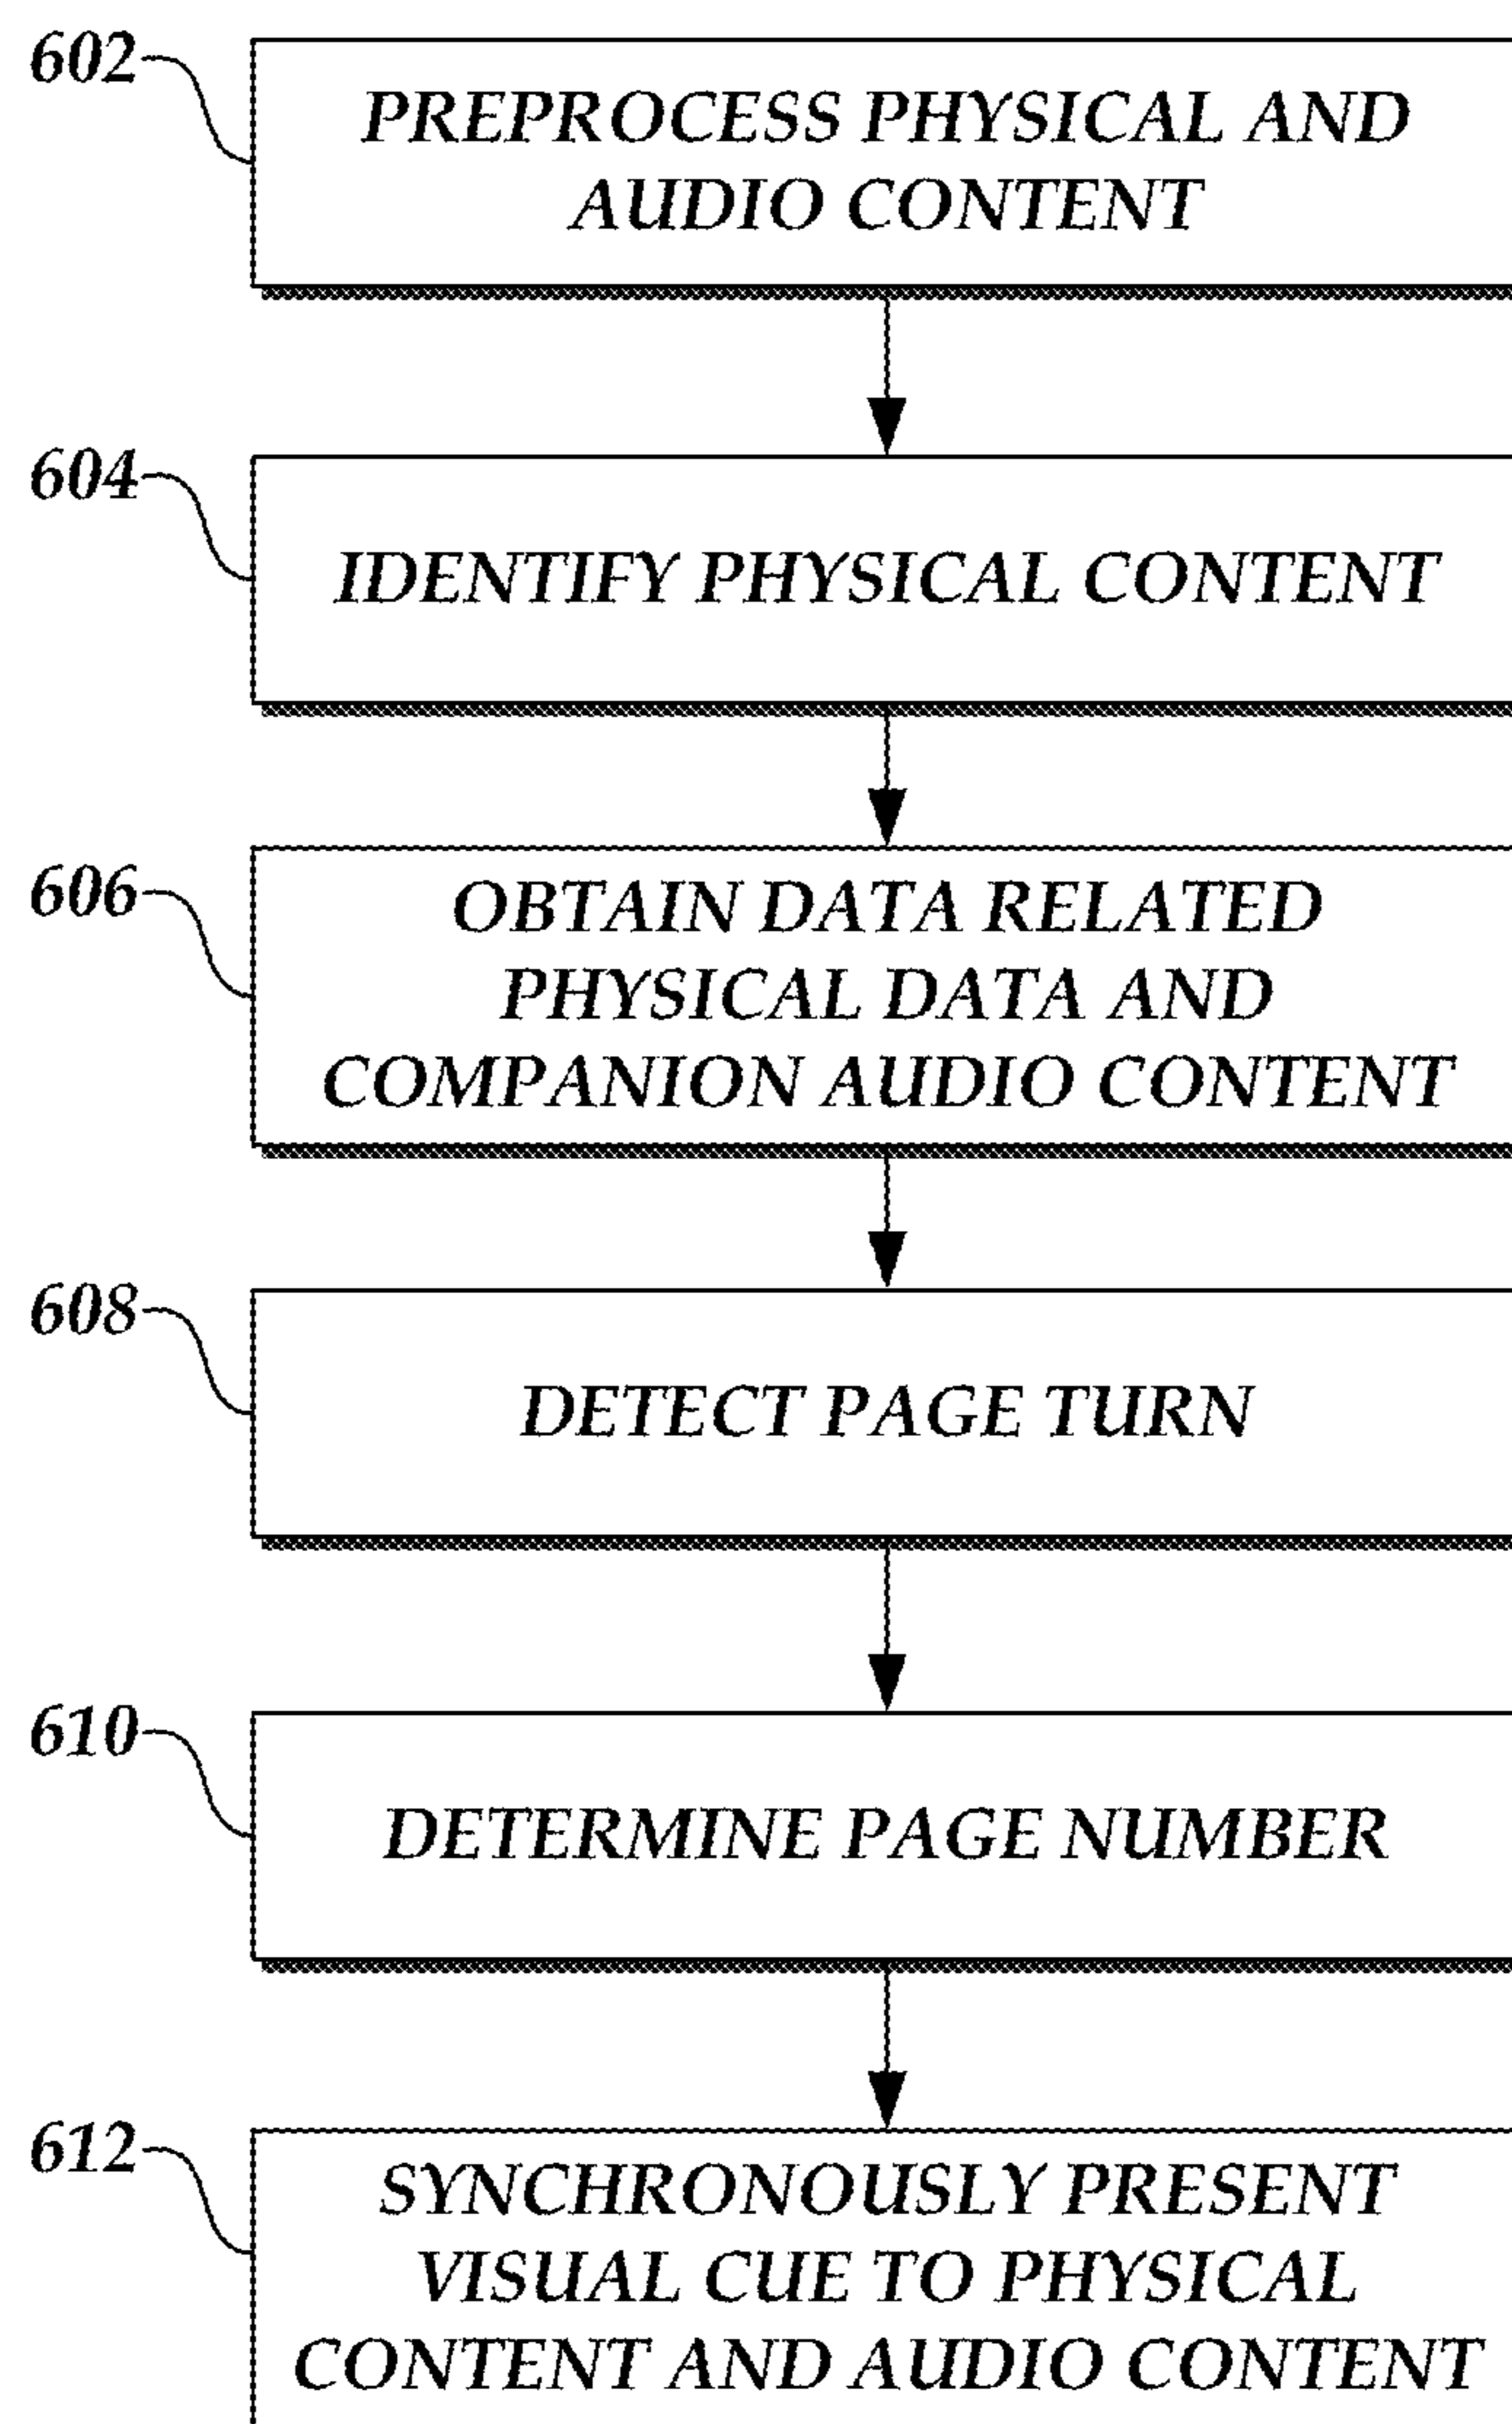 602
PREPROCESS PHYSICAL AND
AUDIO CONTENT
604
IDENTIFY PHYSICAL CONTENT
606
OBTAIN DATA RELATED
PHYSICAL DATA AND
COMPANION AUDIO CONTENT
608
DETECT PAGE TURN
610
DETERMINE PAGE NUMBER
612
SYNCHRONOUSLY PRESENT
VISUAL CUE TO PHYSICAL
CONTENT AND AUDIO CONTENT